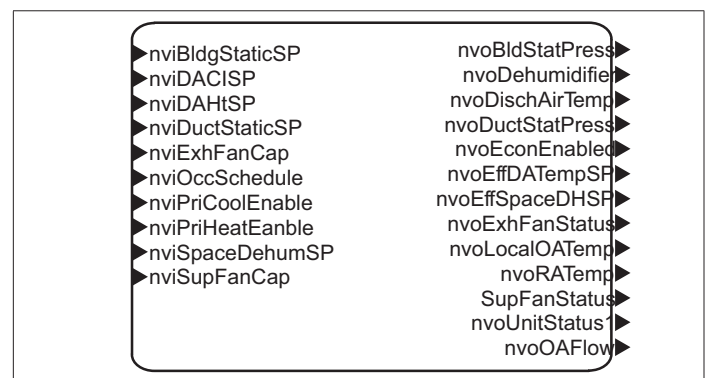 nviBldgStaticSP
nviDAClSP
nviDAHtSP
nviDuctStaticSP
nviExhFanCap
nviOccSchedule
nviPriCoolEnable
nviPriHeatEanble
nviSpaceDehumSP
nviSupFanCap
nvoBldStatPress
nvoDehumidifier
nvoDischAirTemp
nvoDuctStatPress
nvoEconEnabled
nvoEffDATempSP
nvoEffSpaceDHSP
nvoExhFanStatus
nvoLocalOATemp
nvoRATemp
SupFanStatus
nvoUnitStatus1
nvoOAFlow